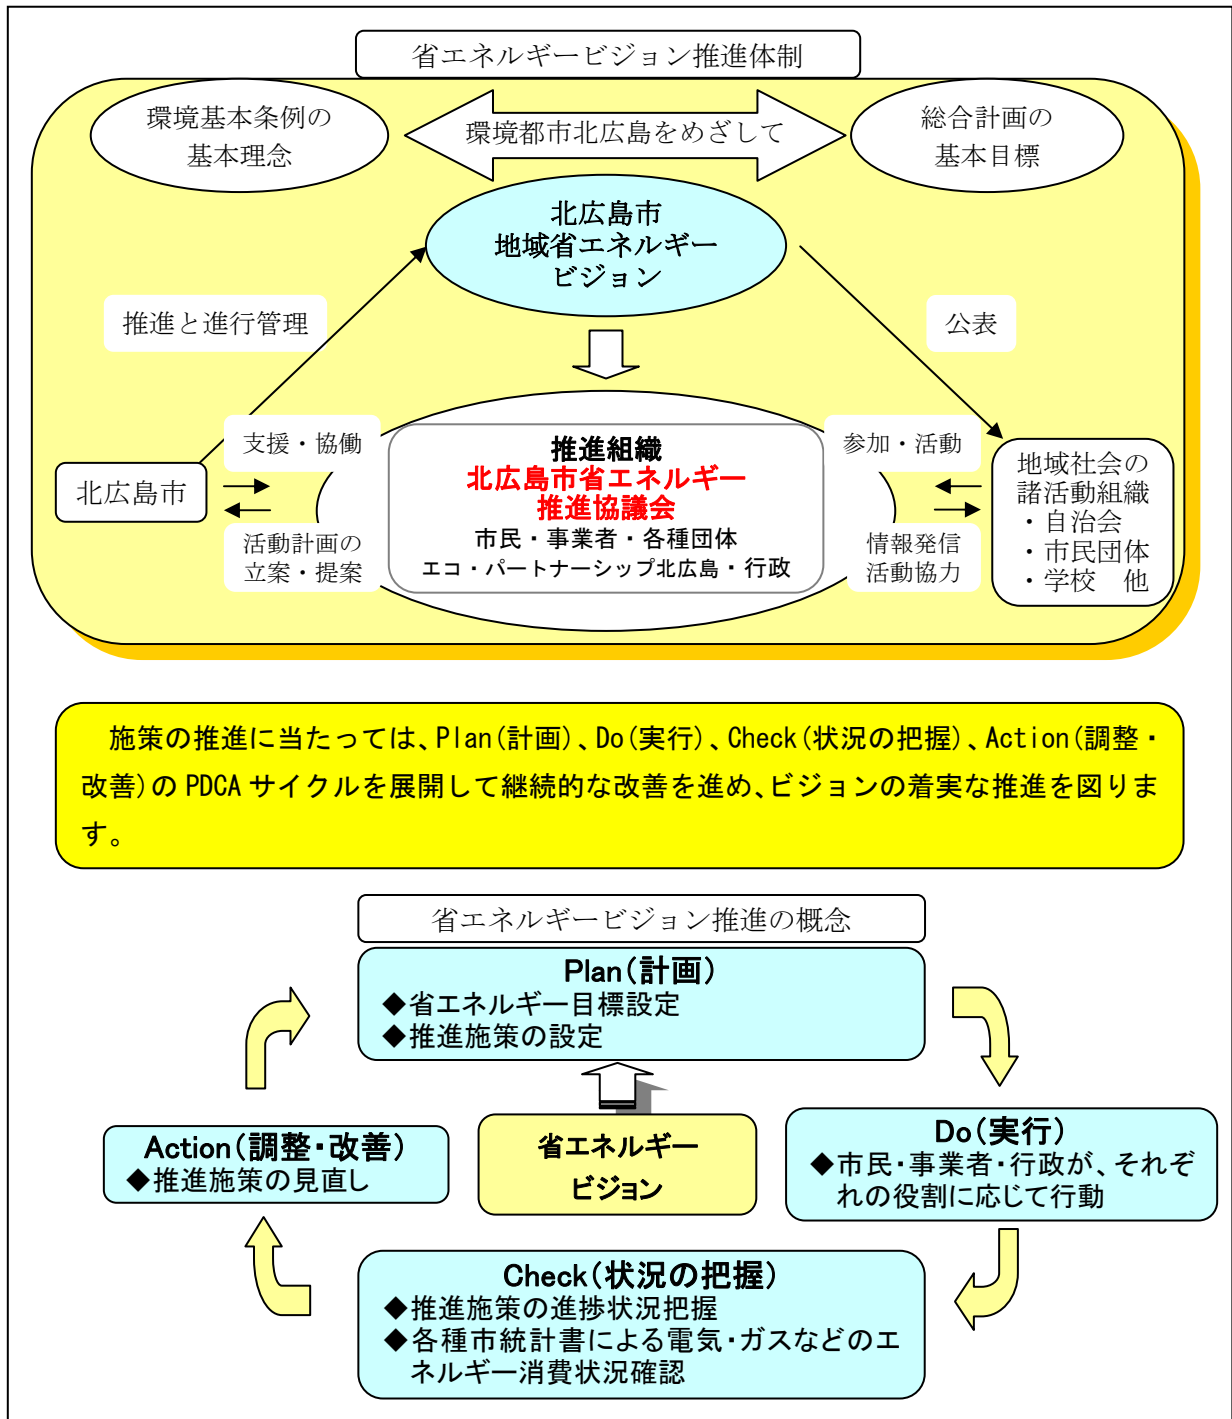 省エネルギービジョン推進体制
環境基本条例の
基本理念
環境都市北広島をめざして
総合計画の
基本目標
北広島市
地域省エネルギー
ビジョン
推進と進行管理
公表
支援・協働
参加・活動
北広島市
推進組織
北広島市省エネルギー
推進協議会
市民・事業者・各種団体
エコ・パートナーシップ北広島・行政
地域社会の
諸活動組織
・自治会
・市民団体
・学校　他
活動計画の
立案・提案
情報発信
活動協力
施策の推進に当たっては、Plan(計画)、Do(実行)、Check(状況の把握)、Action(調整・
改善)の PDCA サイクルを展開して継続的な改善を進め、ビジョンの着実な推進を図りま
す。
省エネルギービジョン推進の概念
Plan(計画)
◆省エネルギー目標設定
◆推進施策の設定
Action(調整・改善)
◆推進施策の見直し
省エネルギー
ビジョン
Do(実行)
◆市民・事業者・行政が、それぞ
れの役割に応じて行動
Check(状況の把握)
◆推進施策の進捗状況把握
◆各種市統計書による電気・ガスなどのエ
ネルギー消費状況確認